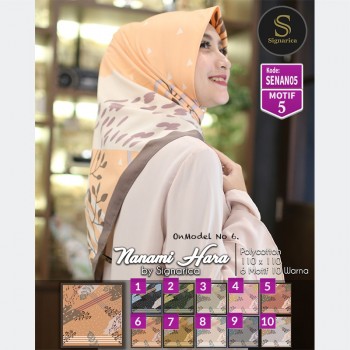 S
Signarica
Kode:
SENAN05
MOTIF
5
OnModel No 6.
Nanami Hara
by Signarica
Polycotton
110 x 110
6 Motif 10 Warna
1 2 3 4 5
6 7 8 9 10